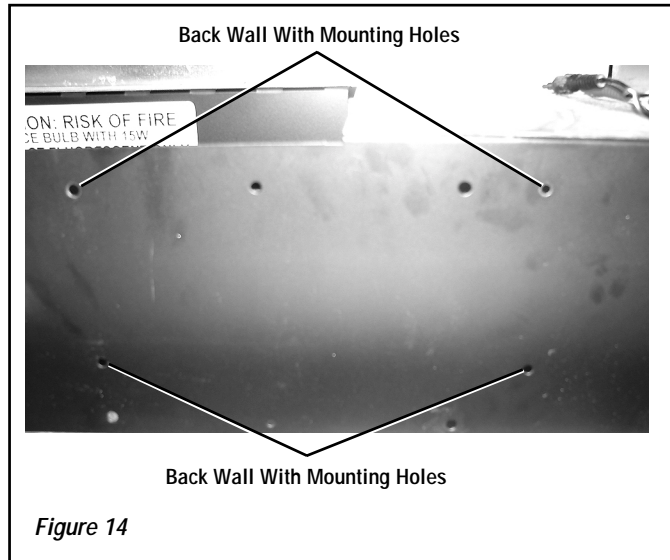 Back Wall With Mounting Holes
ON: RISK OF FIRE
CE BULB WITH 15W
Back Wall With Mounting Holes
Figure 14